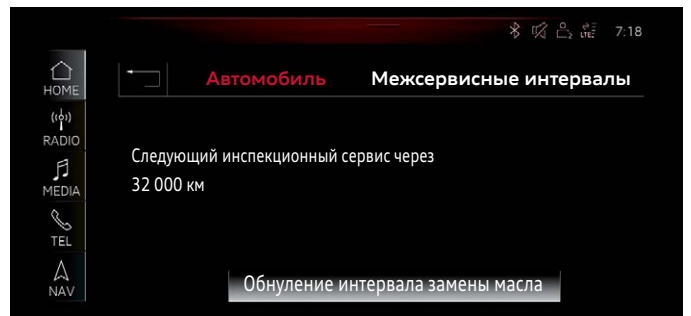 LTE 7:18
HOME
Автомобиль Межсервисные интервалы
RADIO
Следующий инспекционный сервис через
32 000 км
MEDIA
TEL
NAV
Обнуление интервала замены масла